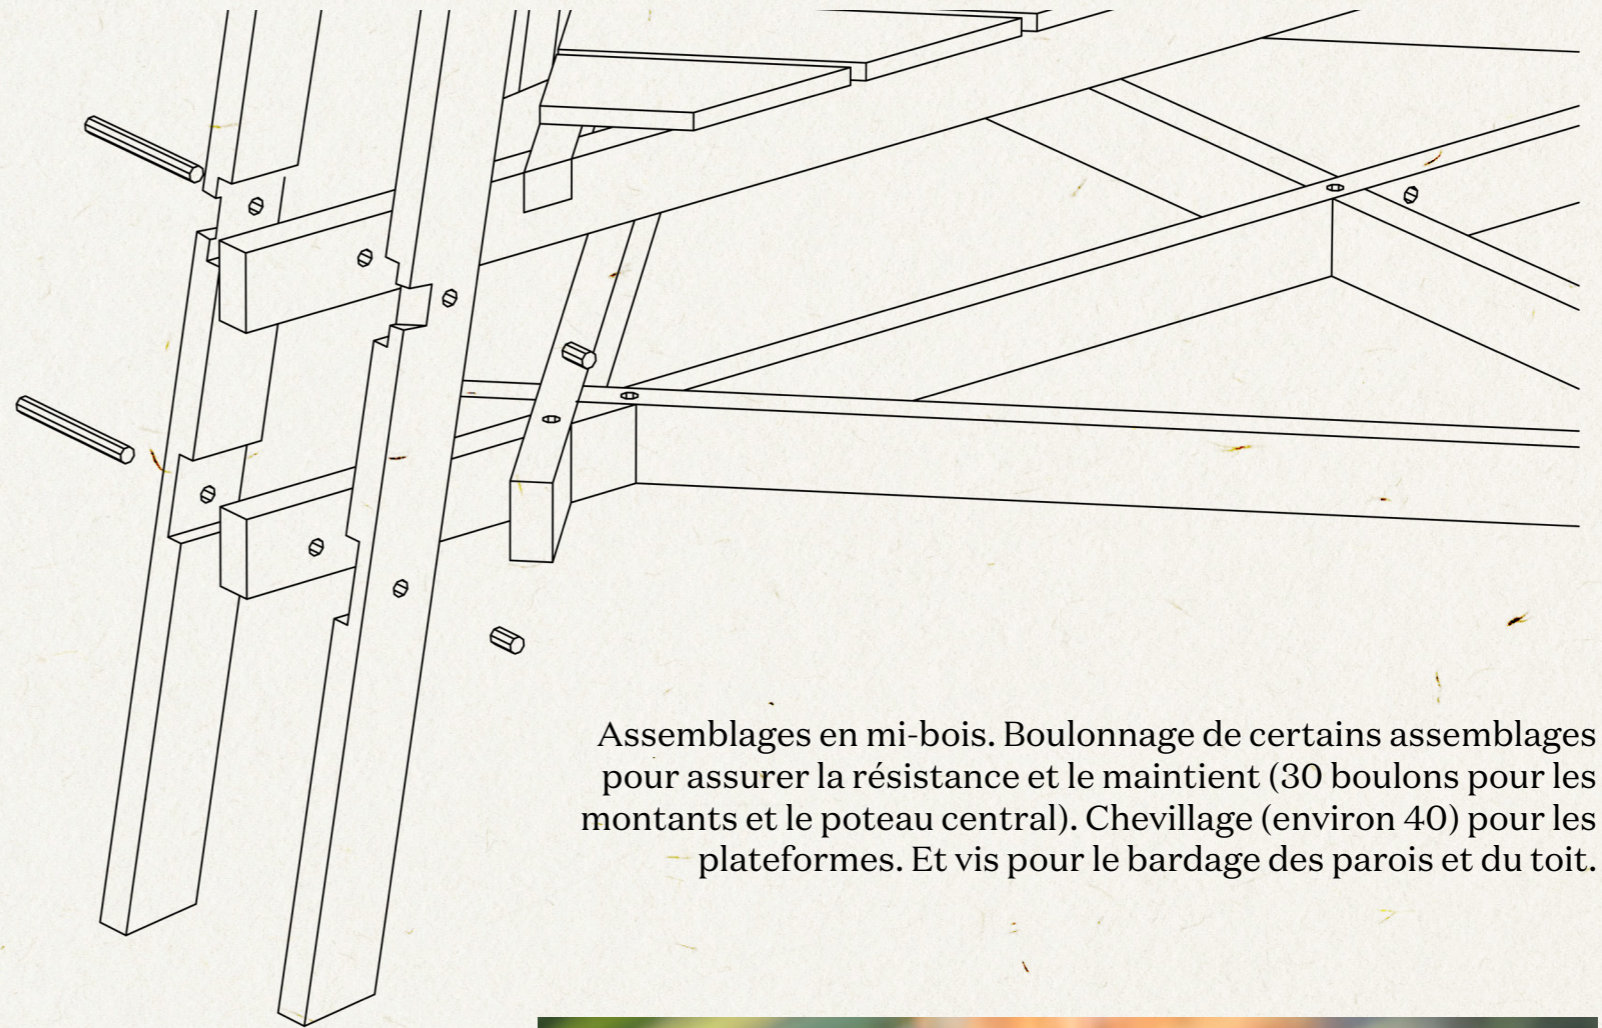 Assemblages en mi-bois. Boulonnage de certains assemblages
pour assurer la résistance et le maintient (30 boulons pour les
montants et le poteau central). Chevillage (environ 40) pour les
plateformes. Et vis pour le bardage des parois et du toit.